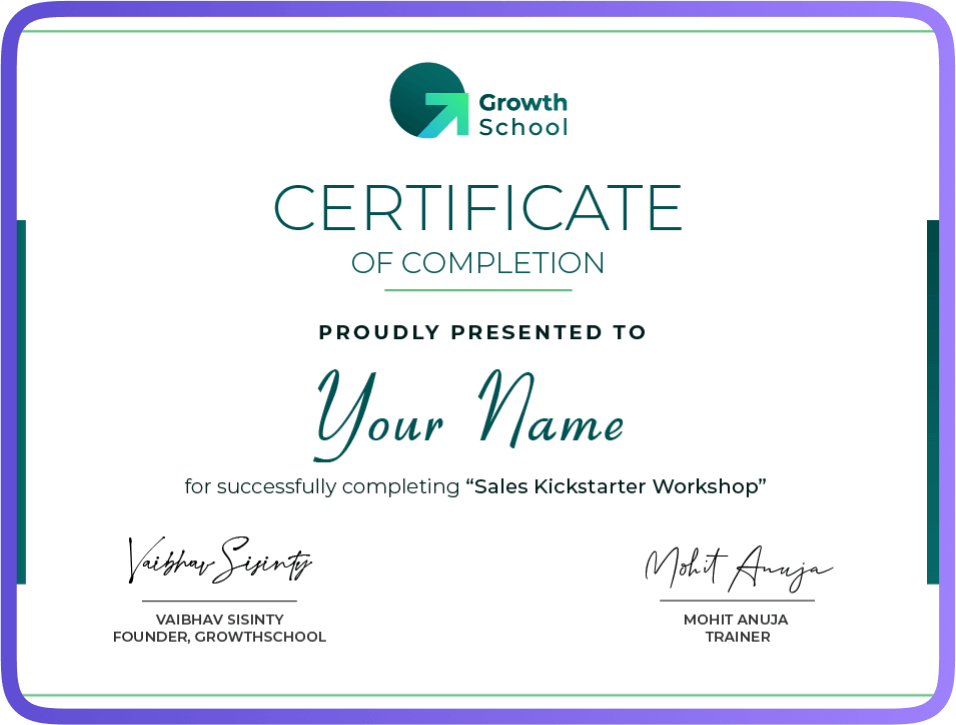 Growth
School
CERTIFICATE
OF COMPLETION
PROUDLY PRESENTED TO
Your Name
for successfully completing “Sales Kickstarter Workshop”
Vaibhav Sisinty
VAIBHAV SISINTY
FOUNDER, GROWTHSCHOOL
Mohit Anuja
MOHIT ANUJA
TRAINER